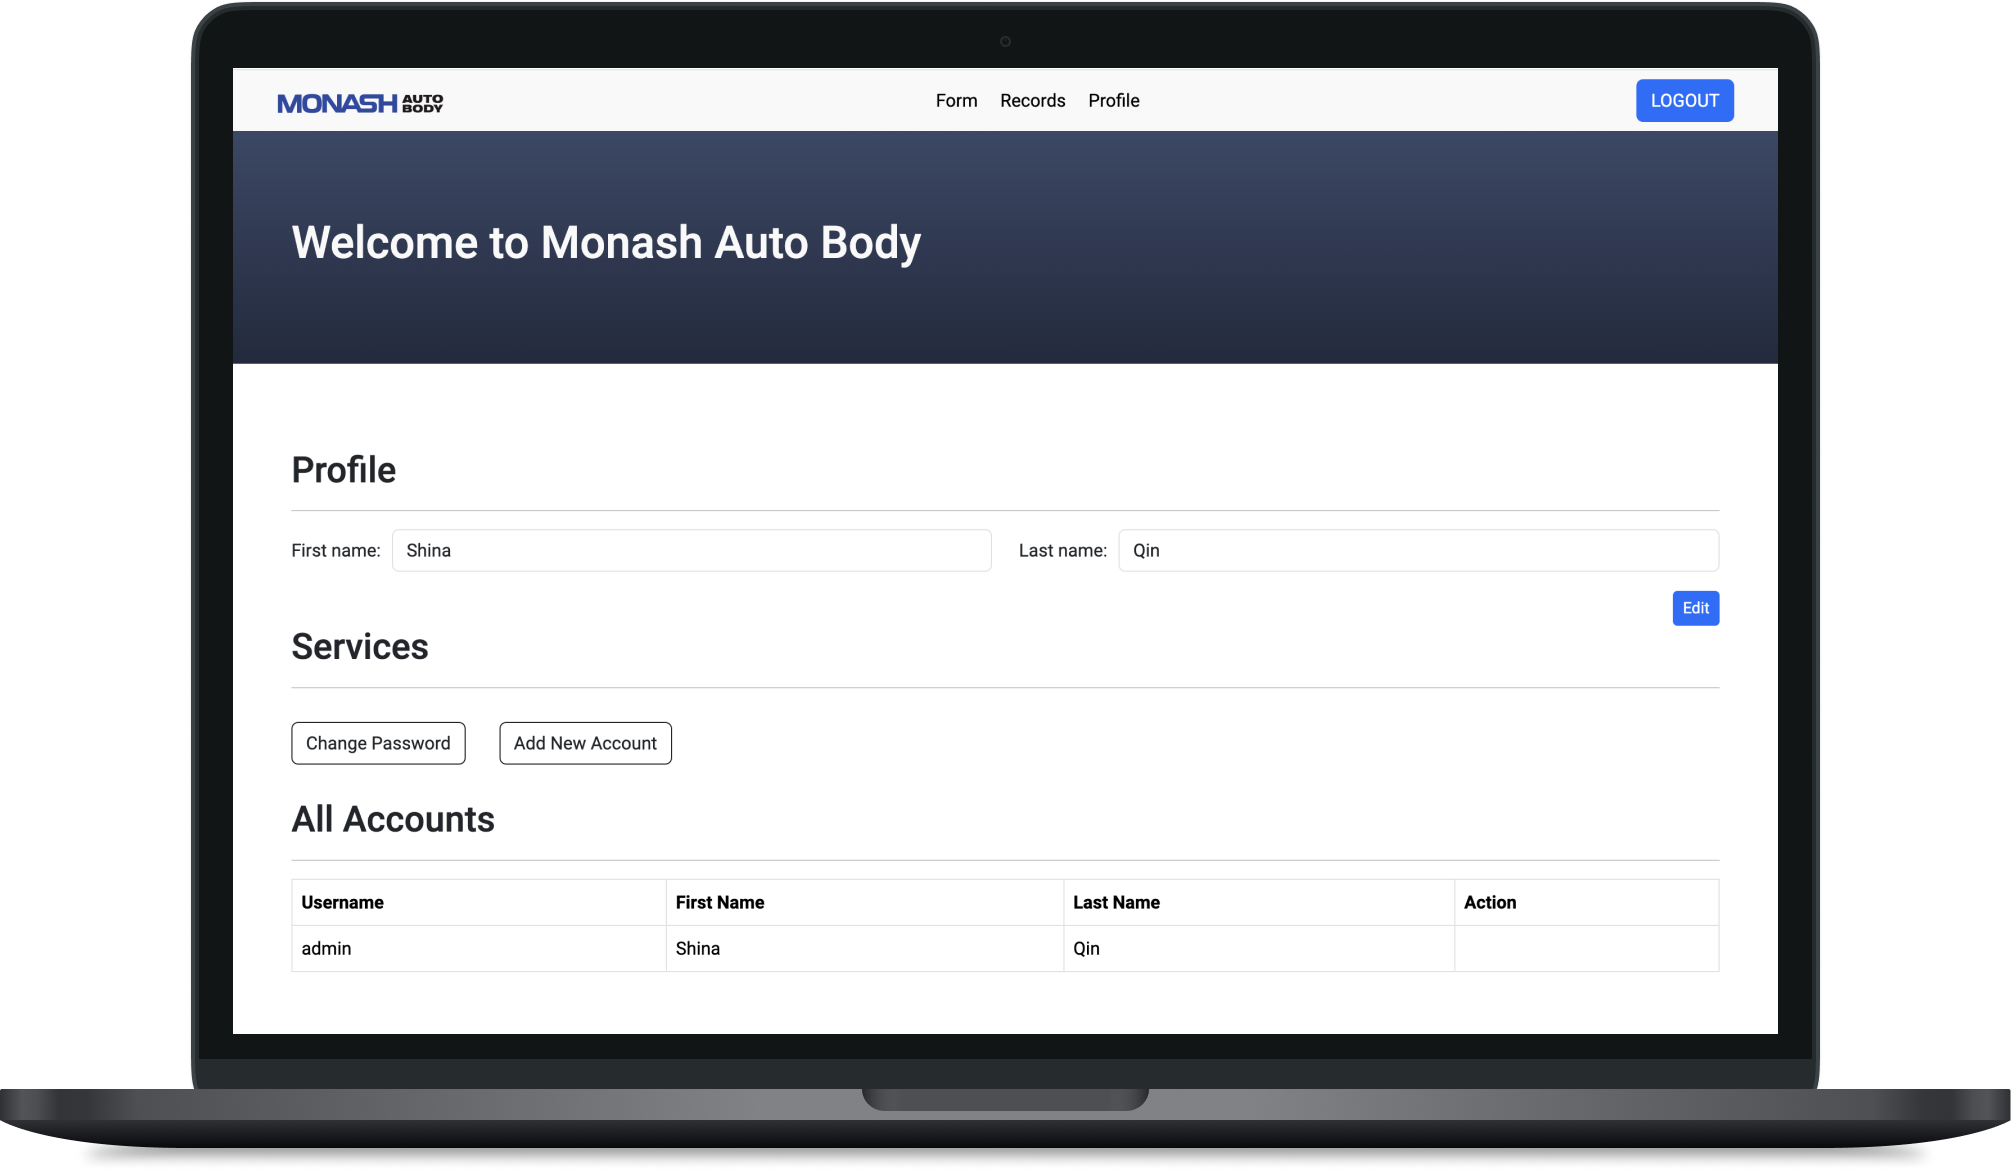 MONASH AUTO BODY Form Records Profile LOGOUT
Welcome to Monash Auto Body
Profile
First name: Shina Last name: Qin
Edit
Services
Change Password Add New Account
All Accounts
Username First Name Last Name Action
admin Shina Qin